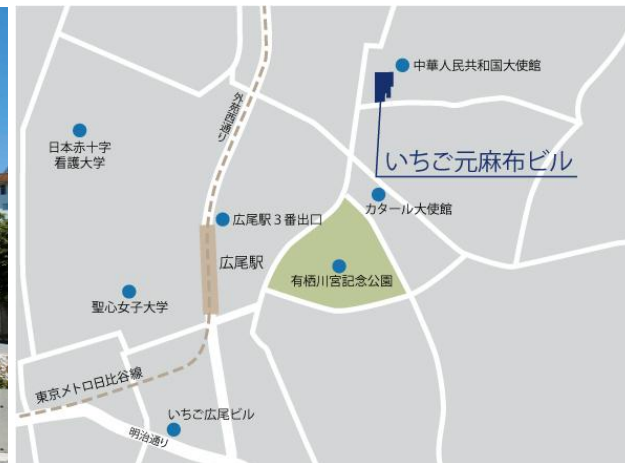 中華人民共和国大使館
外苑西通り
日本赤十字
看護大学
いちご元麻布ビル
カタール大使館
広尾駅3番出口
広尾駅
有栖川宮記念公園
聖心女子大学
東京メトロ日比谷線
いちご広尾ビル
明治通り